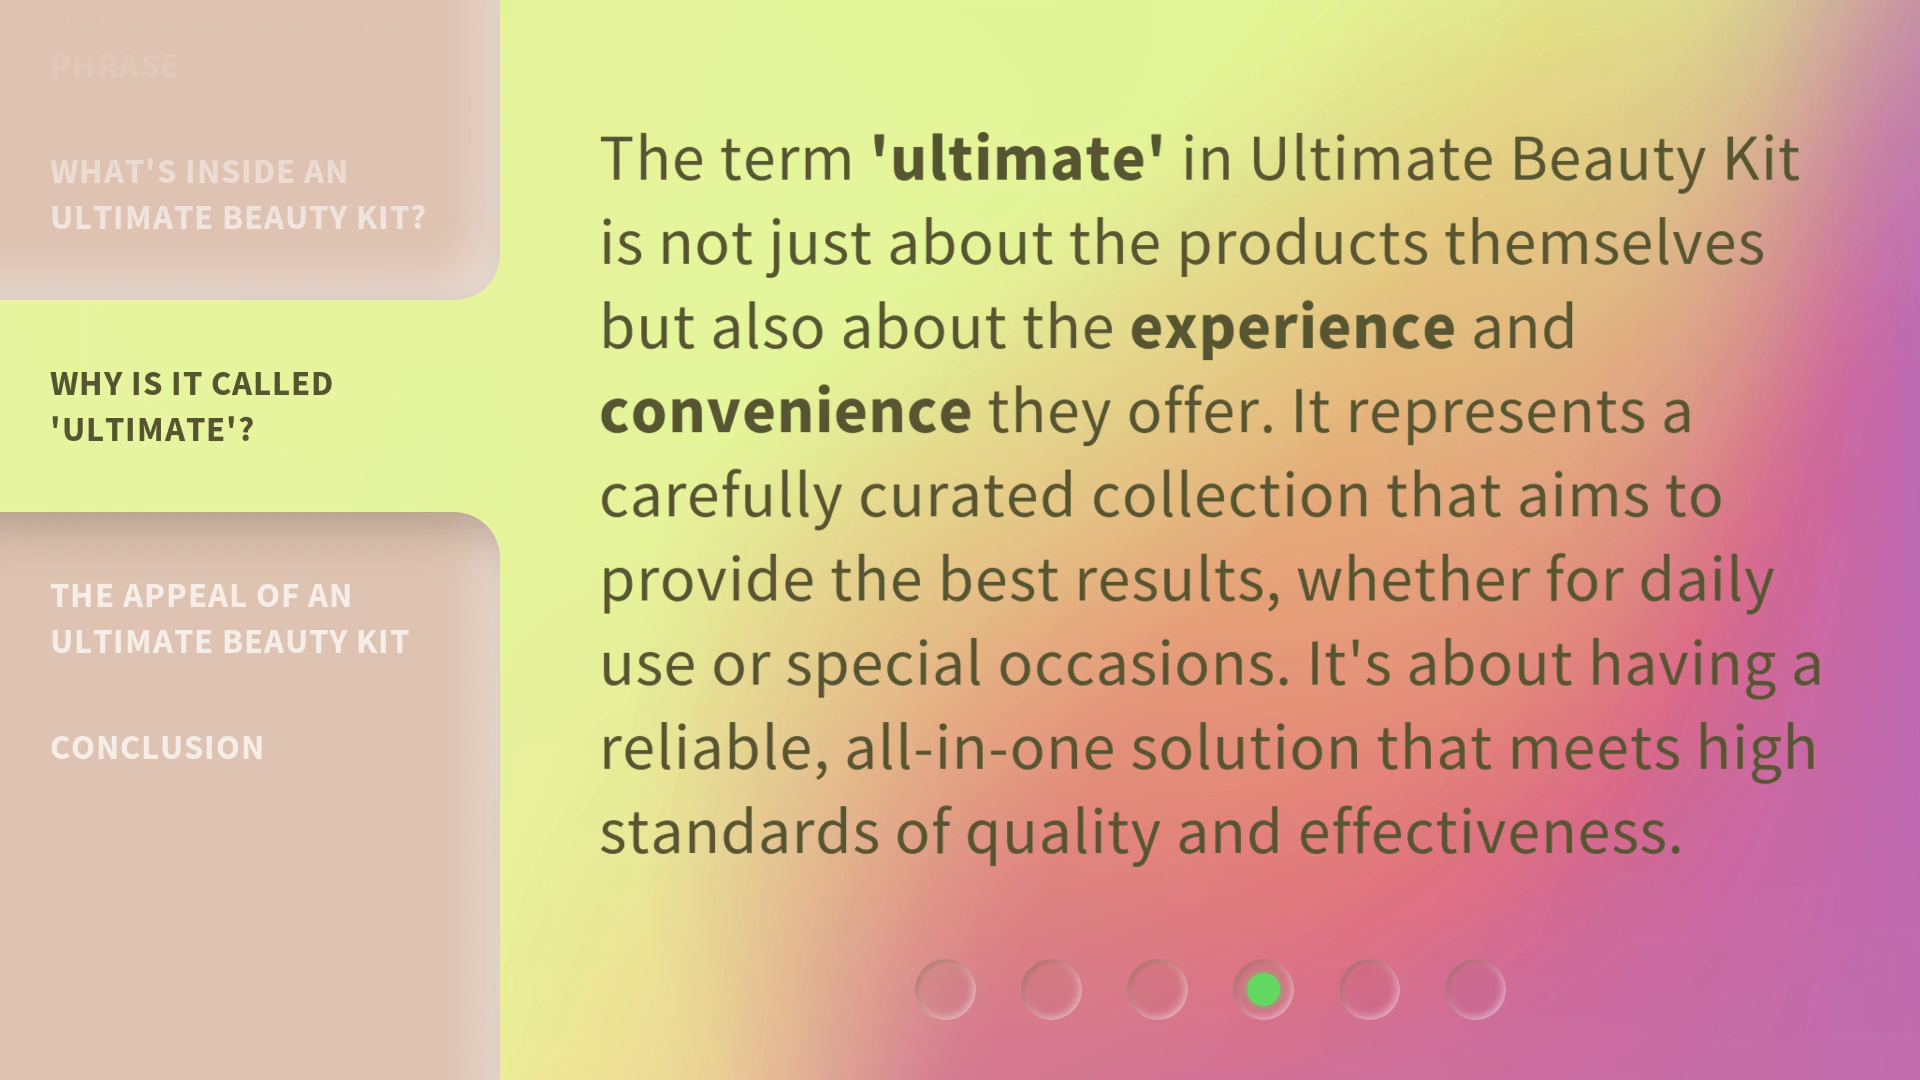 PHRASE
WHAT'S INSIDE AN
ULTIMATE BEAUTY KIT?
WHY IS IT CALLED
'ULTIMATE'?
THE APPEAL OF AN
ULTIMATE BEAUTY KIT
CONCLUSION
The term 'ultimate' in Ultimate Beauty Kit
is not just about the products themselves
but also about the experience and
convenience they offer. It represents a
carefully curated collection that aims to
provide the best results, whether for daily
use or special occasions. It's about having a
reliable, all-in-one solution that meets high
standards of quality and effectiveness.